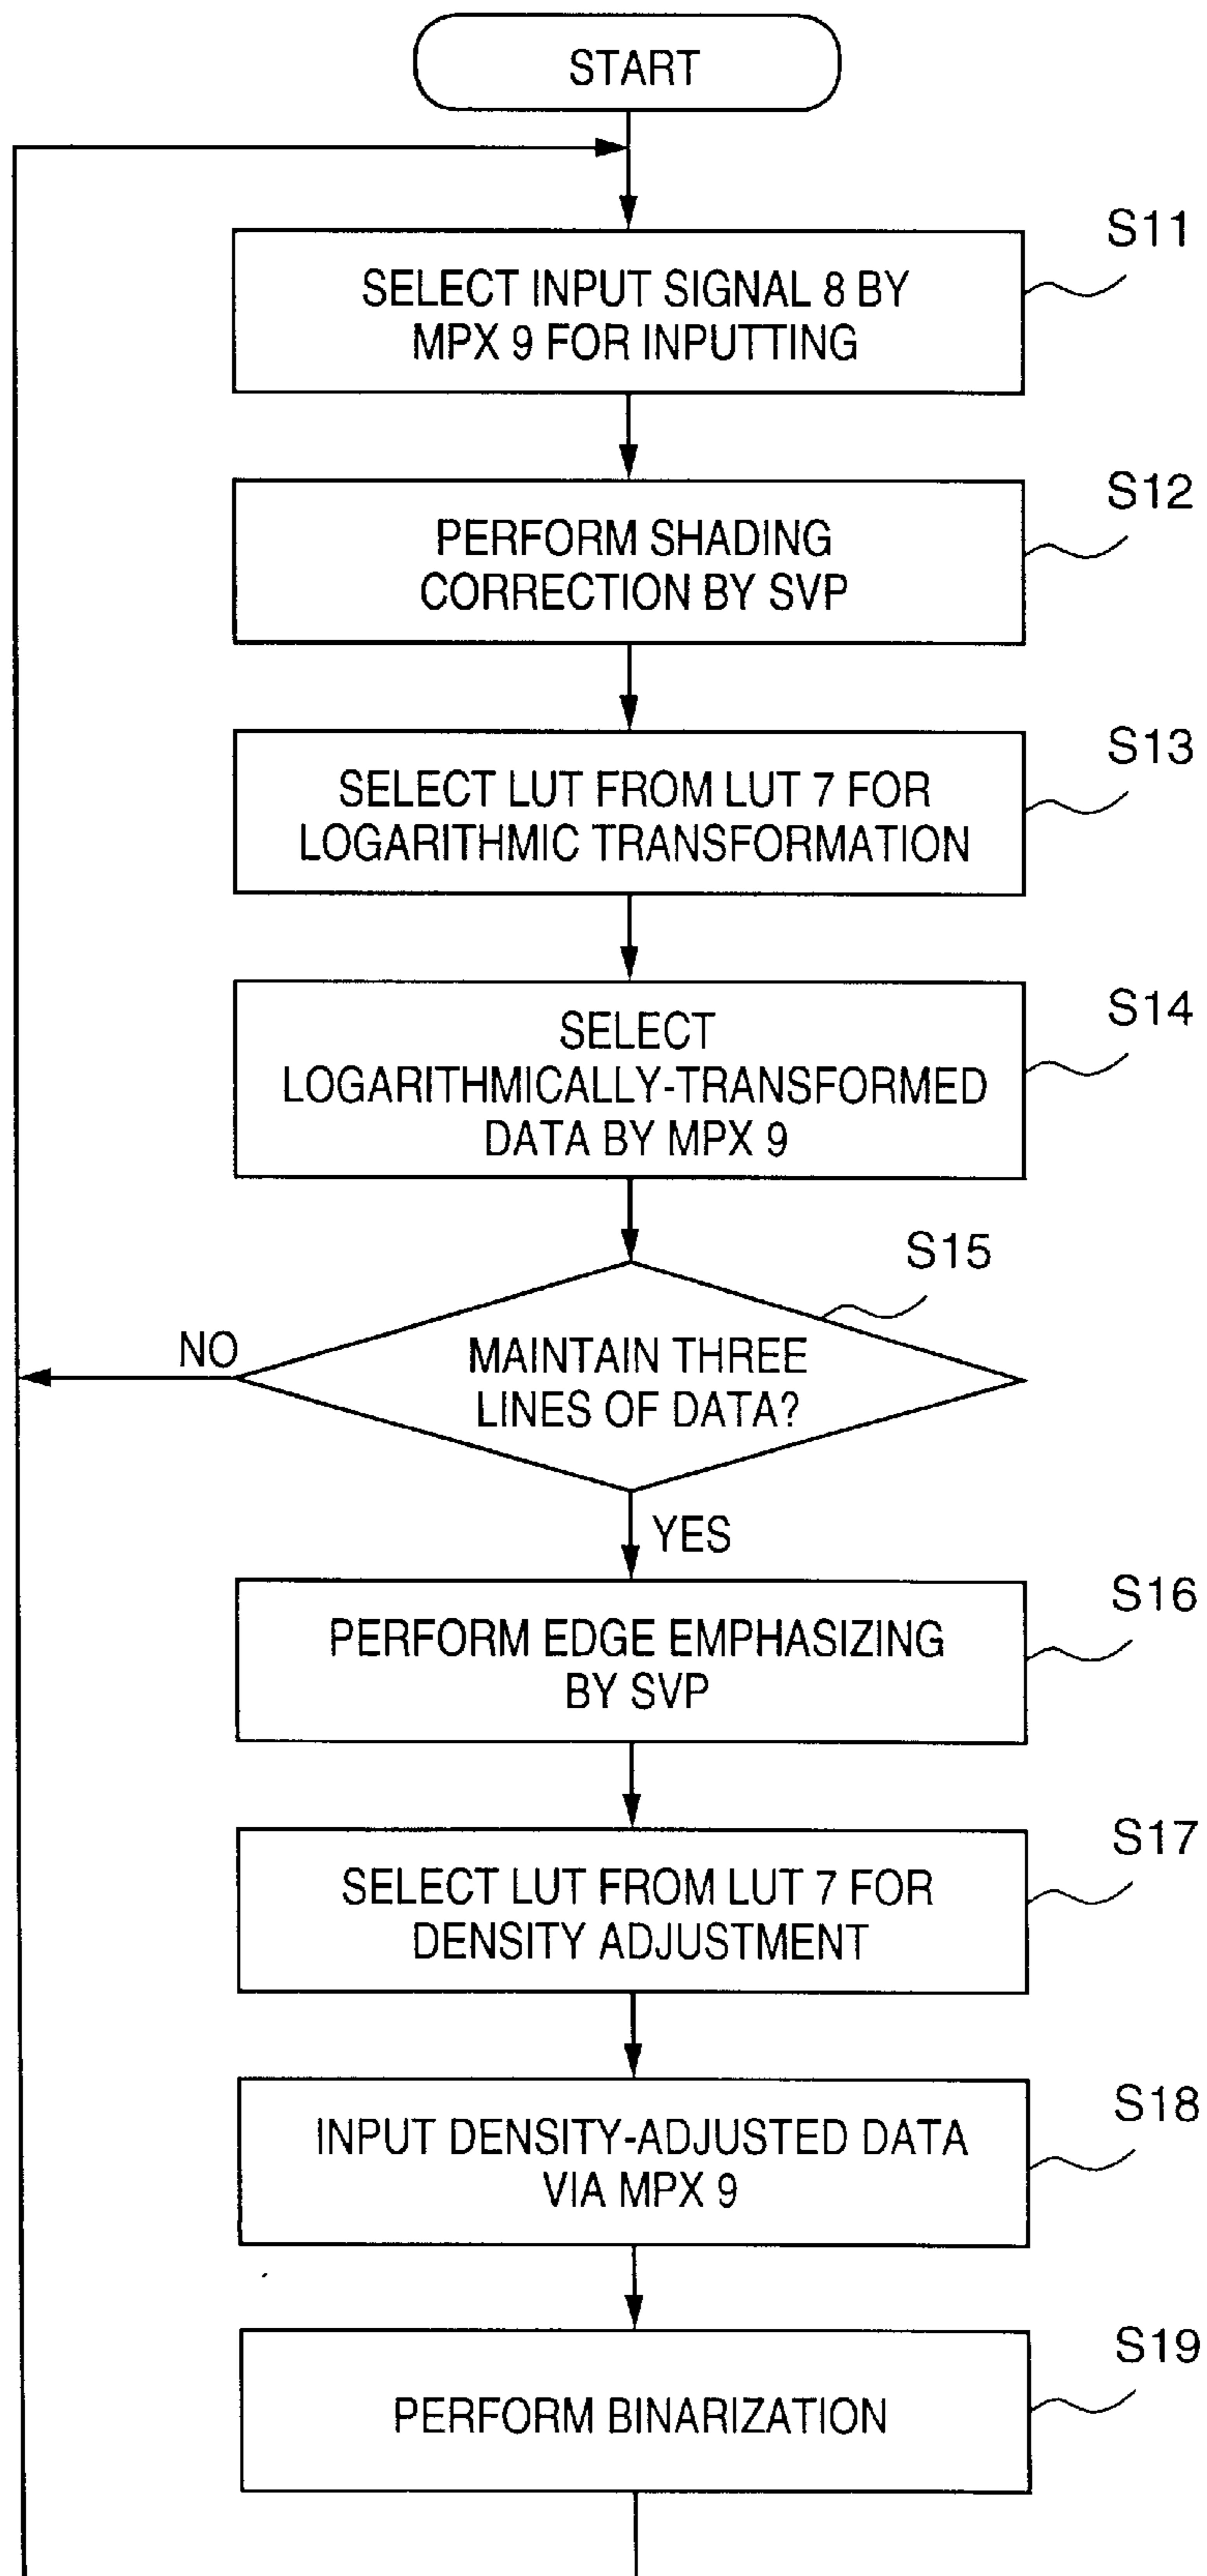 START
S11
SELECT INPUT SIGNAL 8 BY
MPX 9 FOR INPUTTING
S12
PERFORM SHADING
CORRECTION BY SVP
S13
SELECT LUT FROM LUT 7 FOR
LOGARITHMIC TRANSFORMATION
S14
SELECT
LOGARITHMICALLY-TRANSFORMED
DATA BY MPX 9
S15
NO
MAINTAIN THREE
LINES OF DATA?
YES
S16
PERFORM EDGE EMPHASIZING
BY SVP
S17
SELECT LUT FROM LUT 7 FOR
DENSITY ADJUSTMENT
S18
INPUT DENSITY-ADJUSTED DATA
VIA MPX 9
S19
PERFORM BINARIZATION